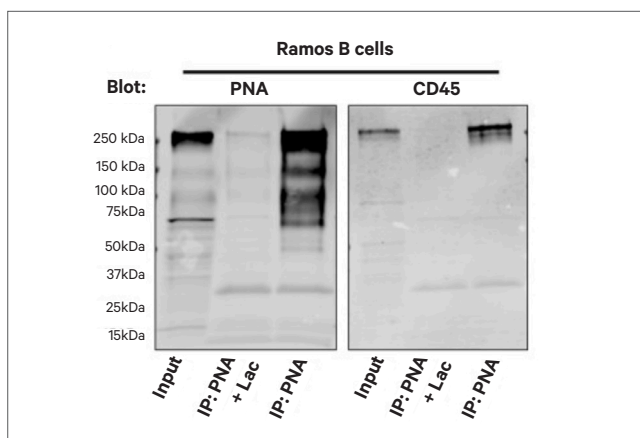 Ramos B cells
Blot:
PNA
CD45
250 kDa
150 kDa
100 kDa
75kDa
50kDa
37kDa
25kDa
15kDa
Input
IP: PNA
+ Lac
IP: PNA
Input
IP: PNA
+ Lac
IP: PNA